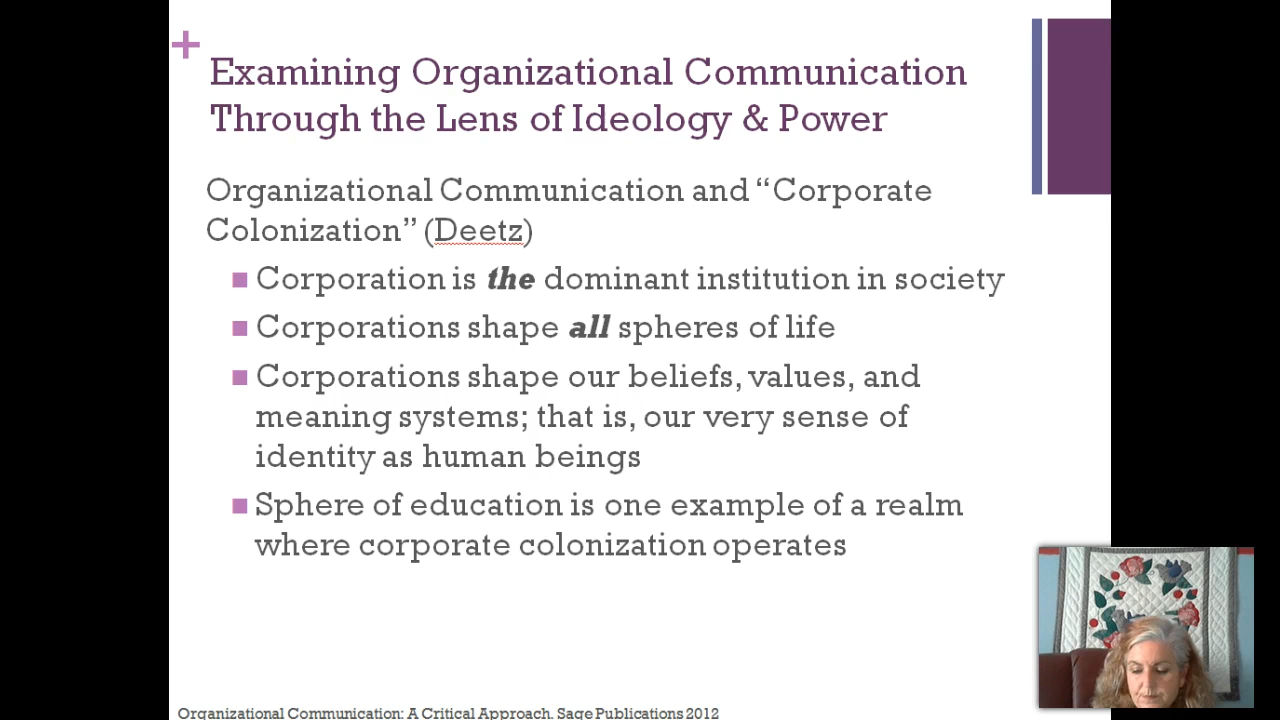 +
Examining Organizational Communication
Through the Lens of Ideology & Power
Organizational Communication and “Corporate
Colonization” (Deetz)
Corporation is the dominant institution in society
Corporations shape all spheres of life
Corporations shape our beliefs, values, and
meaning systems; that is, our very sense of
identity as human beings
Sphere of education is one example of a realm
where corporate colonization operates
Organizational Communication: A Critical Approach. Sage Publications 2012